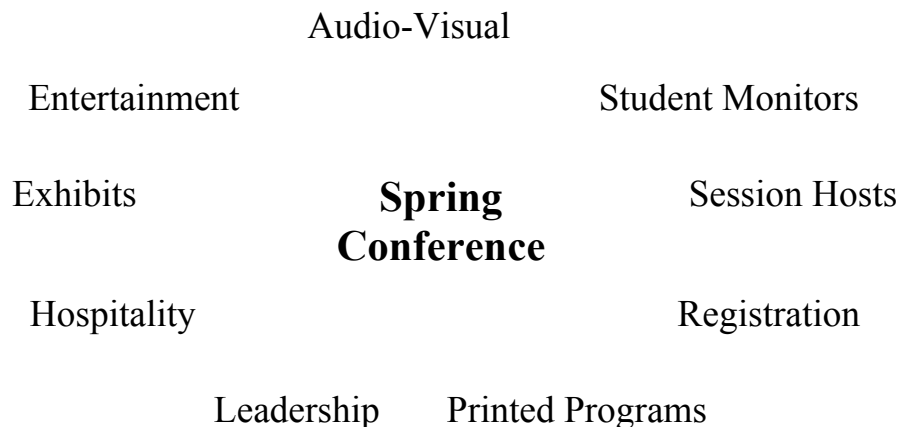 Audio-Visual
Entertainment
Student Monitors
Exhibits
Spring
Conference
Session Hosts
Hospitality
Registration
Leadership
Printed Programs